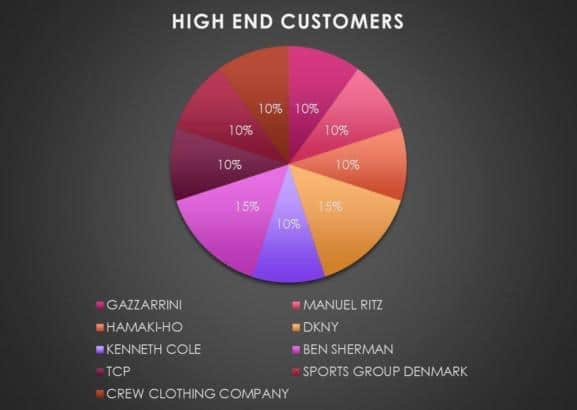 HIGH END CUSTOMERS
10%
10%
10%
15%
10%
15%
10%
10%
10%
GAZZARRINI
MANUEL RITZ
HAMAKI-HO
DKNY
KENNETH COLE
BEN SHERMAN
TCP
SPORTS GROUP DENMARK
CREW CLOTHING COMPANY